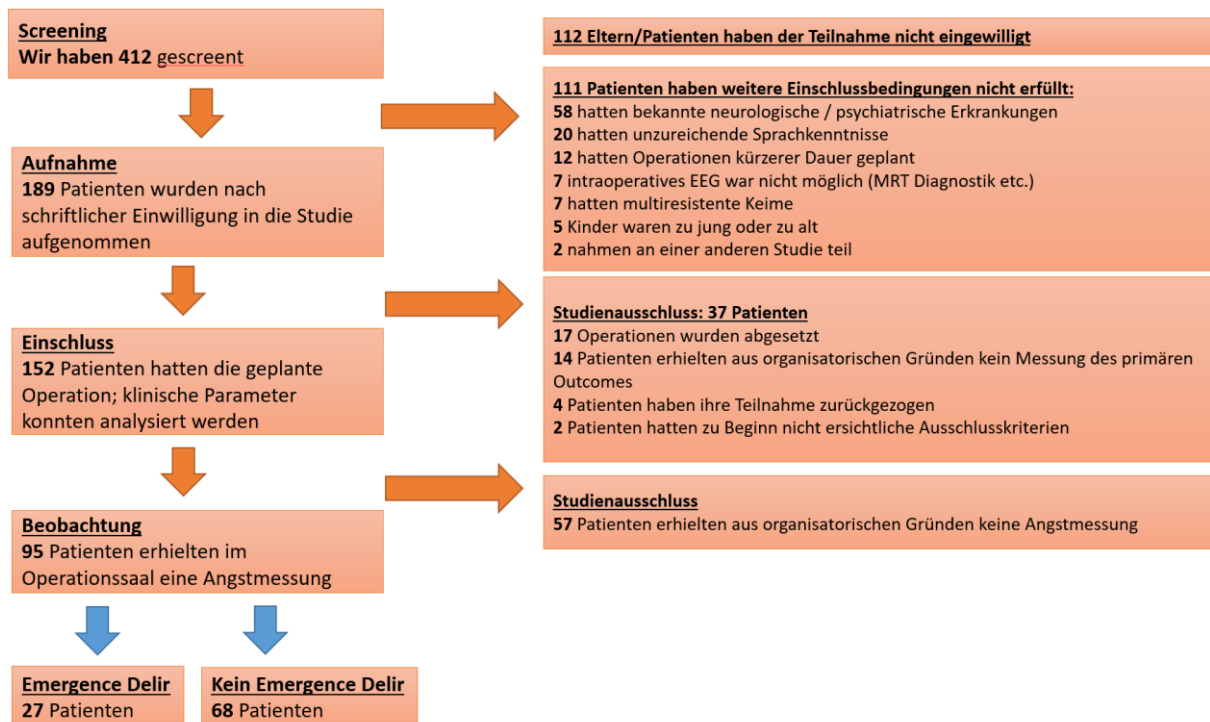 Screening
Wir haben 412 gescreent
112 Eltern/Patienten haben der Teilnahme nicht eingewilligt
111 Patienten haben weitere Einschlussbedingungen nicht erfüllt:
58 hatten bekannte neurologische / psychiatrische Erkrankungen
20 hatten unzureichende Sprachkenntnisse
12 hatten Operationen kürzerer Dauer geplant
7 intraoperatives EEG war nicht möglich (MRT Diagnostik etc.)
7 hatten multiresistente Keime
5 Kinder waren zu jung oder zu alt
2 nahmen an einer anderen Studie teil
Aufnahme
189 Patienten wurden nach
schriftlicher Einwilligung in die Studie
aufgenommen
Studienausschluss: 37 Patienten
17 Operationen wurden abgesetzt
14 Patienten erhielten aus organisatorischen Gründen kein Messung des primären
Outcomes
4 Patienten haben ihre Teilnahme zurückgezogen
2 Patienten hatten zu Beginn nicht ersichtliche Ausschlusskriterien
Einschluss
152 Patienten hatten die geplante
Operation; klinische Parameter
konnten analysiert werden
Studienausschluss
57 Patienten erhielten aus organisatorischen Gründen keine Angstmessung
Beobachtung
95 Patienten erhielten im
Operationssaal eine Angstmessung
Emergence Delir
27 Patienten
Kein Emergence Delir
68 Patienten